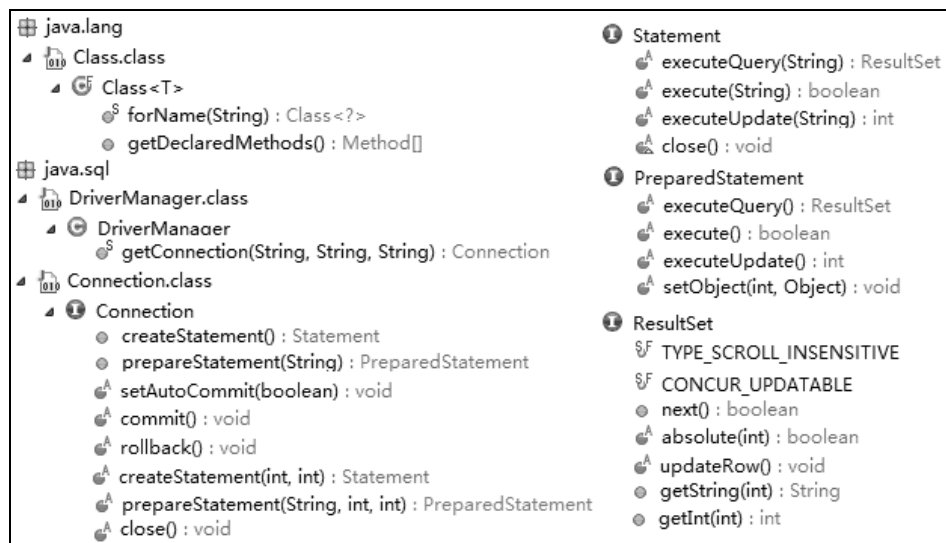 java.lang
Class.class
Class<T>
forName(String) : Class<?>
getDeclaredMethods() : Method[]
java.sql
DriverManager.class
DriverManager
getConnection(String, String, String) : Connection
Connection.class
Connection
createStatement() : Statement
prepareStatement(String) : PreparedStatement
setAutoCommit(boolean) : void
commit() : void
rollback() : void
createStatement(int, int) : Statement
prepareStatement(String, int, int) : PreparedStatement
close() : void
Statement
executeQuery(String) : ResultSet
execute(String) : boolean
executeUpdate(String) : int
close() : void
PreparedStatement
executeQuery() : ResultSet
execute() : boolean
executeUpdate() : int
setObject(int, Object) : void
ResultSet
TYPE_SCROLL_INSENSITIVE
CONCUR_UPDATABLE
next() : boolean
absolute(int) : boolean
updateRow() : void
getString(int) : String
getInt(int) : int